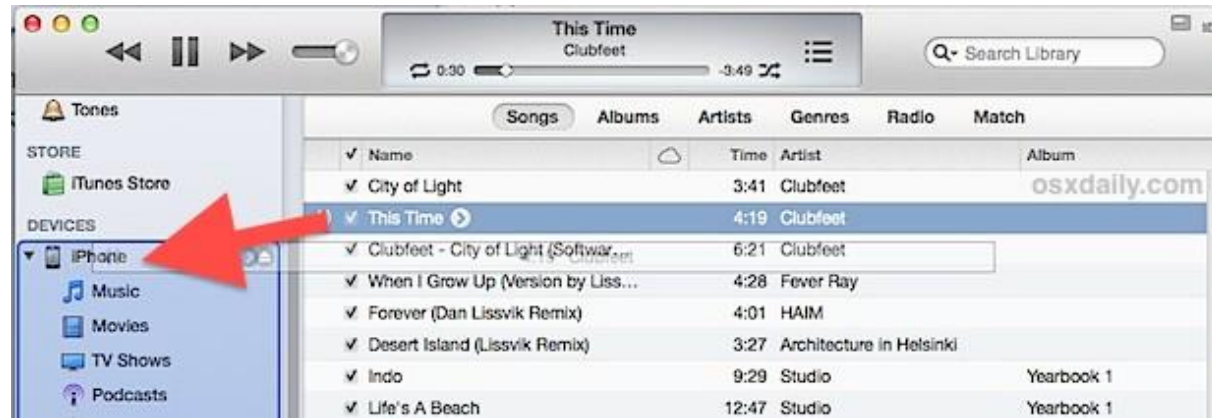 This Time
Clubfeet
0:30 -3:49
Search Library
Tones
Songs Albums Artists Genres Radio Match
STORE
Name Time Artist Album
iTunes Store
City of Light 3:41 Clubfeet
osxdaily.com
DEVICES
This Time 4:19 Clubfeet
iPhone
Clubfeet - City of Light (Softwar... 6:21 Clubfeet
4:19 Clubfeet
Music
When I Grow Up (Version by Liss... 4:28 Fever Ray
Movies
Forever (Dan Lissvik Remix) 4:01 HAIM
TV Shows
Desert Island (Lissvik Remix) 3:27 Architecture in Helsinki
Podcasts
Indo 9:29 Studio Yearbook 1
Life's A Beach 12:47 Studio Yearbook 1